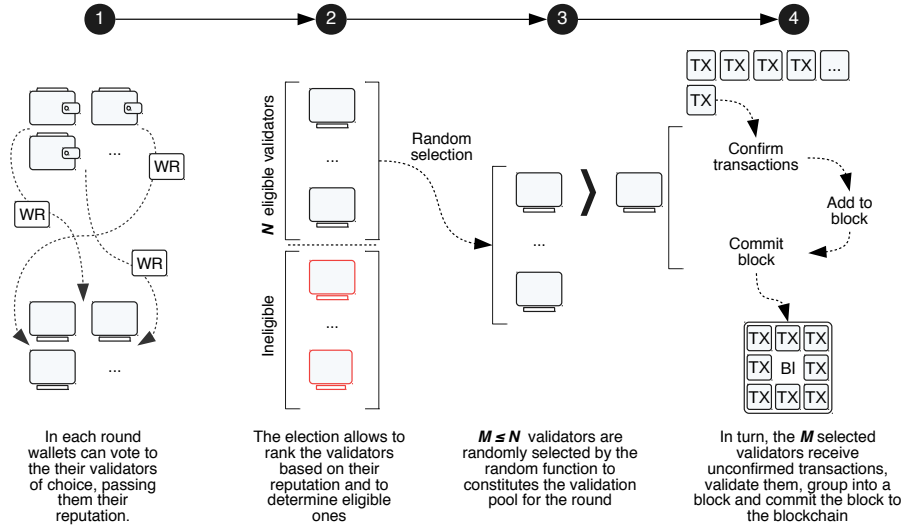 1
2
3
4
TX TX TX TX ...
TX
...
WR
WR
WR
...
N eligible validators
...
Ineligible
...
Random
selection
...
Confirm
transactions
Add to
block
Commit
block
TX TX TX
TX BI TX
TX TX TX
In each round
wallets can vote to
the their validators
of choice, passing
them their
reputation.
The election allows to
rank the validators
based on their
reputation and to
determine eligible
ones
M ≤ N validators are
randomly selected by the
random function to
constitutes the validation
pool for the round
In turn, the M selected
validators receive
unconfirmed transactions,
validate them, group into a
block and commit the block to
the blockchain